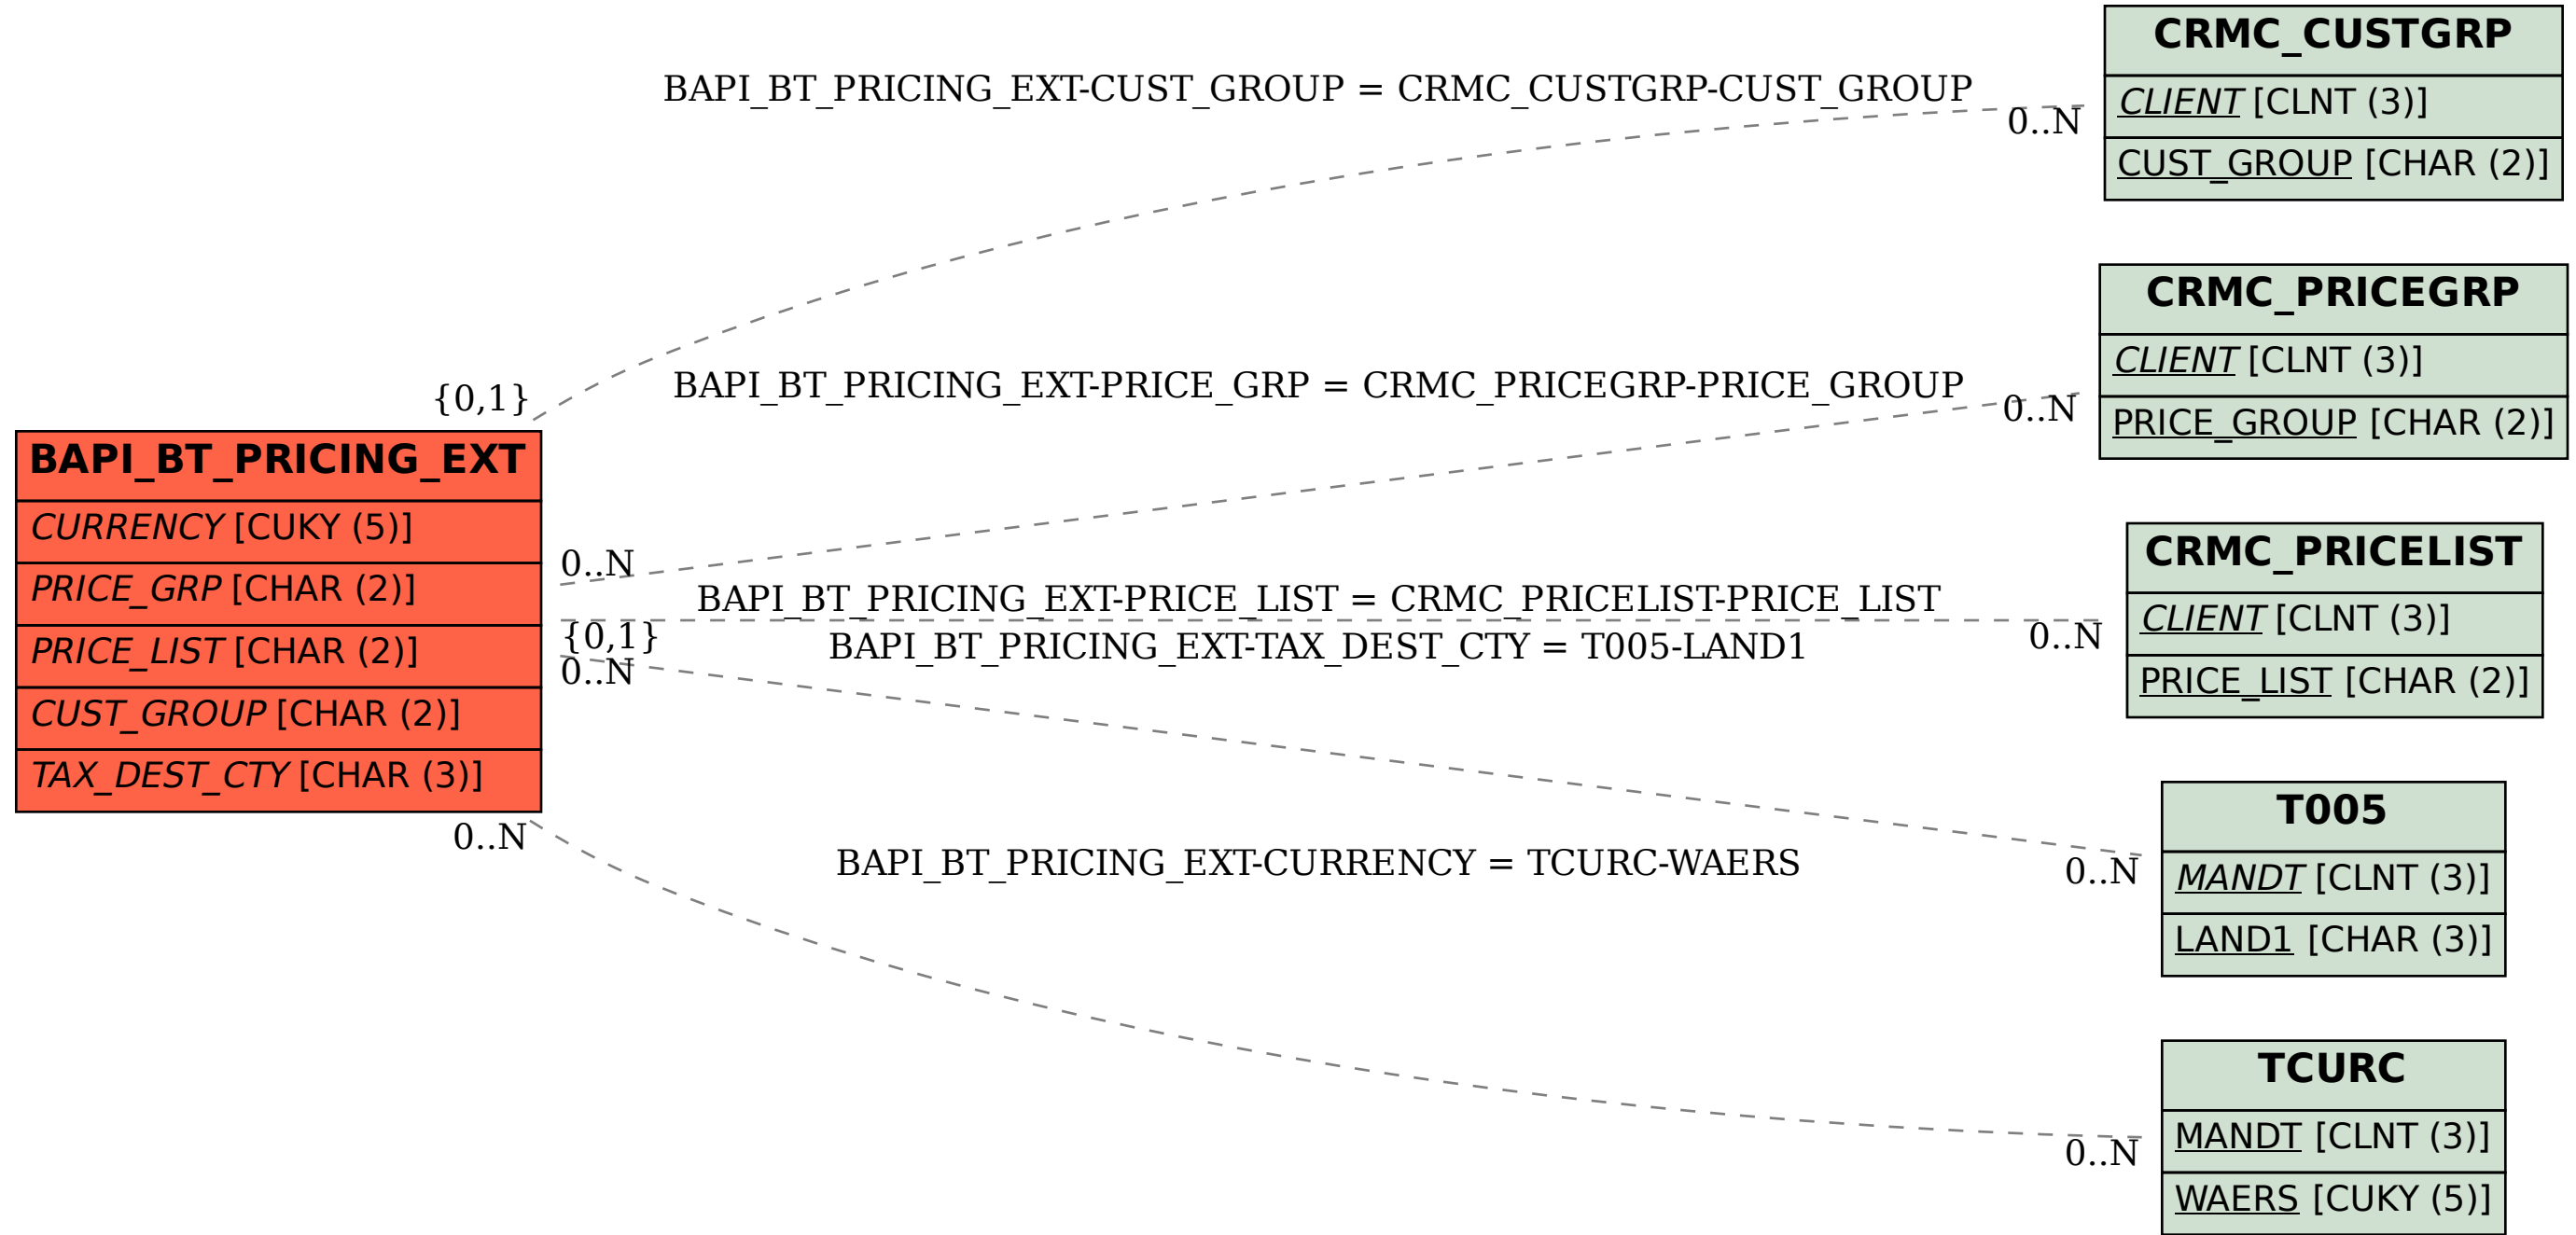 BAPI_BT_PRICING_EXT
CURRENCY [CUKY (5)]
PRICE_GRP [CHAR (2)]
PRICE_LIST [CHAR (2)]
CUST_GROUP [CHAR (2)]
TAX_DEST_CTY [CHAR (3)]
BAPI_BT_PRICING_EXT-CUST_GROUP = CRMC_CUSTGRP-CUST_GROUP
{0,1}
0..N
BAPI_BT_PRICING_EXT-PRICE_GRP = CRMC_PRICEGRP-PRICE_GROUP
0..N
0..N
BAPI_BT_PRICING_EXT-PRICE_LIST = CRMC_PRICELIST-PRICE_LIST
{0,1}
0..N
BAPI_BT_PRICING_EXT-TAX_DEST_CTY = T005-LAND1
0..N
0..N
BAPI_BT_PRICING_EXT-CURRENCY = TCURC-WAERS
0..N
0..N
CRMC_CUSTGRP
CLIENT [CLNT (3)]
CUST_GROUP [CHAR (2)]
CRMC_PRICEGRP
CLIENT [CLNT (3)]
PRICE_GROUP [CHAR (2)]
CRMC_PRICELIST
CLIENT [CLNT (3)]
PRICE_LIST [CHAR (2)]
T005
MANDT [CLNT (3)]
LAND1 [CHAR (3)]
TCURC
MANDT [CLNT (3)]
WAERS [CUKY (5)]